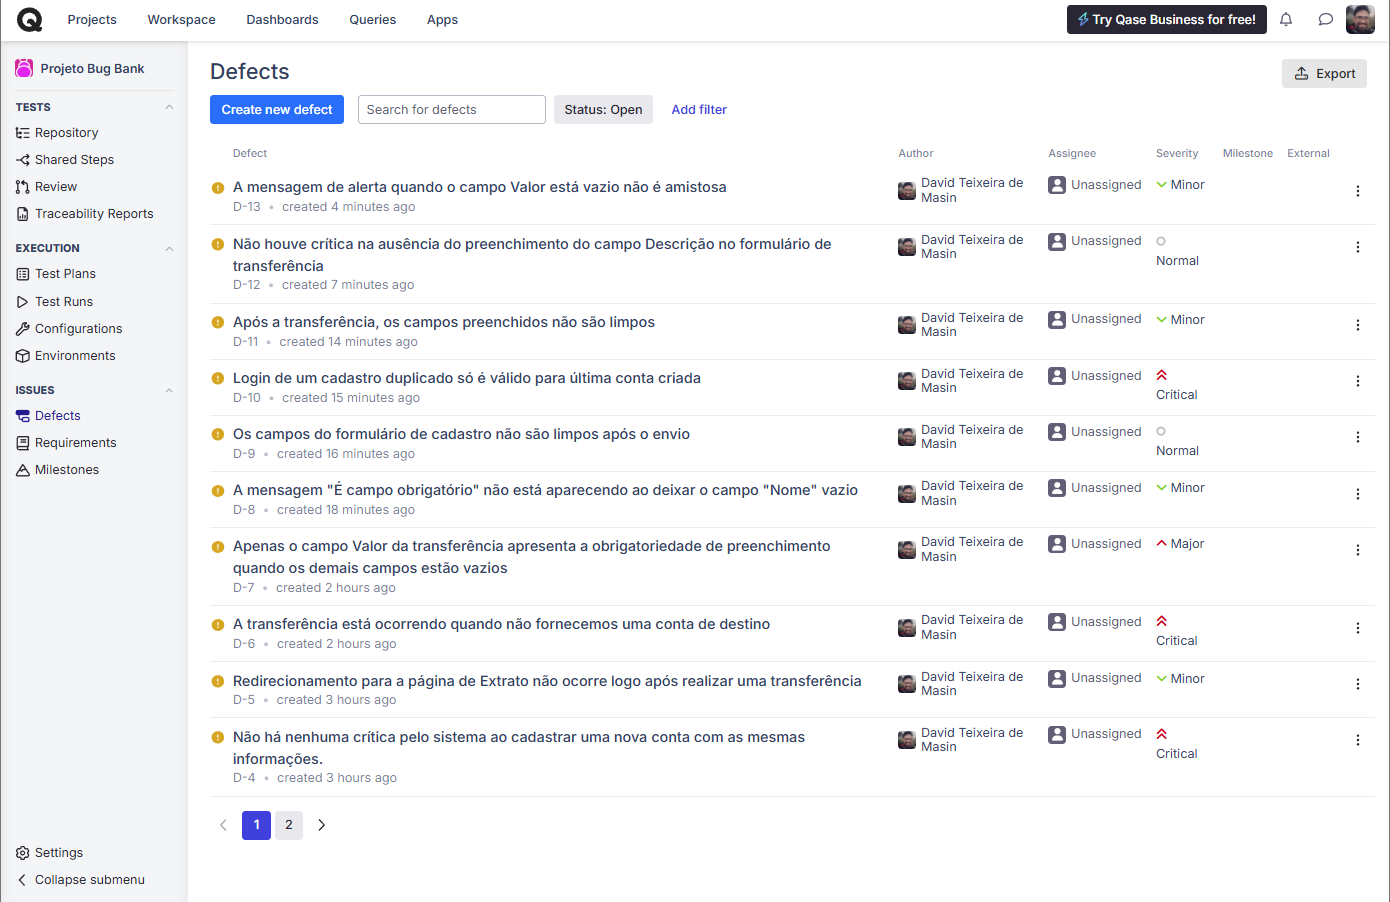 Projects
Workspace
Dashboards
Queries
Apps
Try Qase Business for free!
Projeto Bug Bank
TESTS
Repository
Shared Steps
Review
Traceability Reports
EXECUTION
Test Plans
Test Runs
Configurations
Environments
ISSUES
Defects
Requirements
Milestones
Settings
Collapse submenu
Defects
Export
Create new defect
Search for defects
Status: Open
Add filter
Defect
Author
Assignee
Severity
Milestone
External
A mensagem de alerta quando o campo Valor está vazio não é amistosa
D-13 • created 4 minutes ago
David Teixeira de
Masin
Unassigned
Minor
Não houve crítica na ausência do preenchimento do campo Descrição no formulário de
transferência
D-12 • created 7 minutes ago
David Teixeira de
Masin
Unassigned
Normal
Após a transferência, os campos preenchidos não são limpos
D-11 • created 14 minutes ago
David Teixeira de
Masin
Unassigned
Minor
Login de um cadastro duplicado só é válido para última conta criada
D-10 • created 15 minutes ago
David Teixeira de
Masin
Unassigned
Critical
Os campos do formulário de cadastro não são limpos após o envio
D-9 • created 16 minutes ago
David Teixeira de
Masin
Unassigned
Normal
A mensagem "É campo obrigatório" não está aparecendo ao deixar o campo "Nome" vazio
D-8 • created 18 minutes ago
David Teixeira de
Masin
Unassigned
Minor
Apenas o campo Valor da transferência apresenta a obrigatoriedade de preenchimento
quando os demais campos estão vazios
D-7 • created 2 hours ago
David Teixeira de
Masin
Unassigned
Major
A transferência está ocorrendo quando não fornecemos uma conta de destino
D-6 • created 2 hours ago
David Teixeira de
Masin
Unassigned
Critical
Redirecionamento para a página de Extrato não ocorre logo após realizar uma transferência
D-5 • created 3 hours ago
David Teixeira de
Masin
Unassigned
Minor
Não há nenhuma crítica pelo sistema ao cadastrar uma nova conta com as mesmas
informações.
D-4 • created 3 hours ago
David Teixeira de
Masin
Unassigned
Critical
1
2